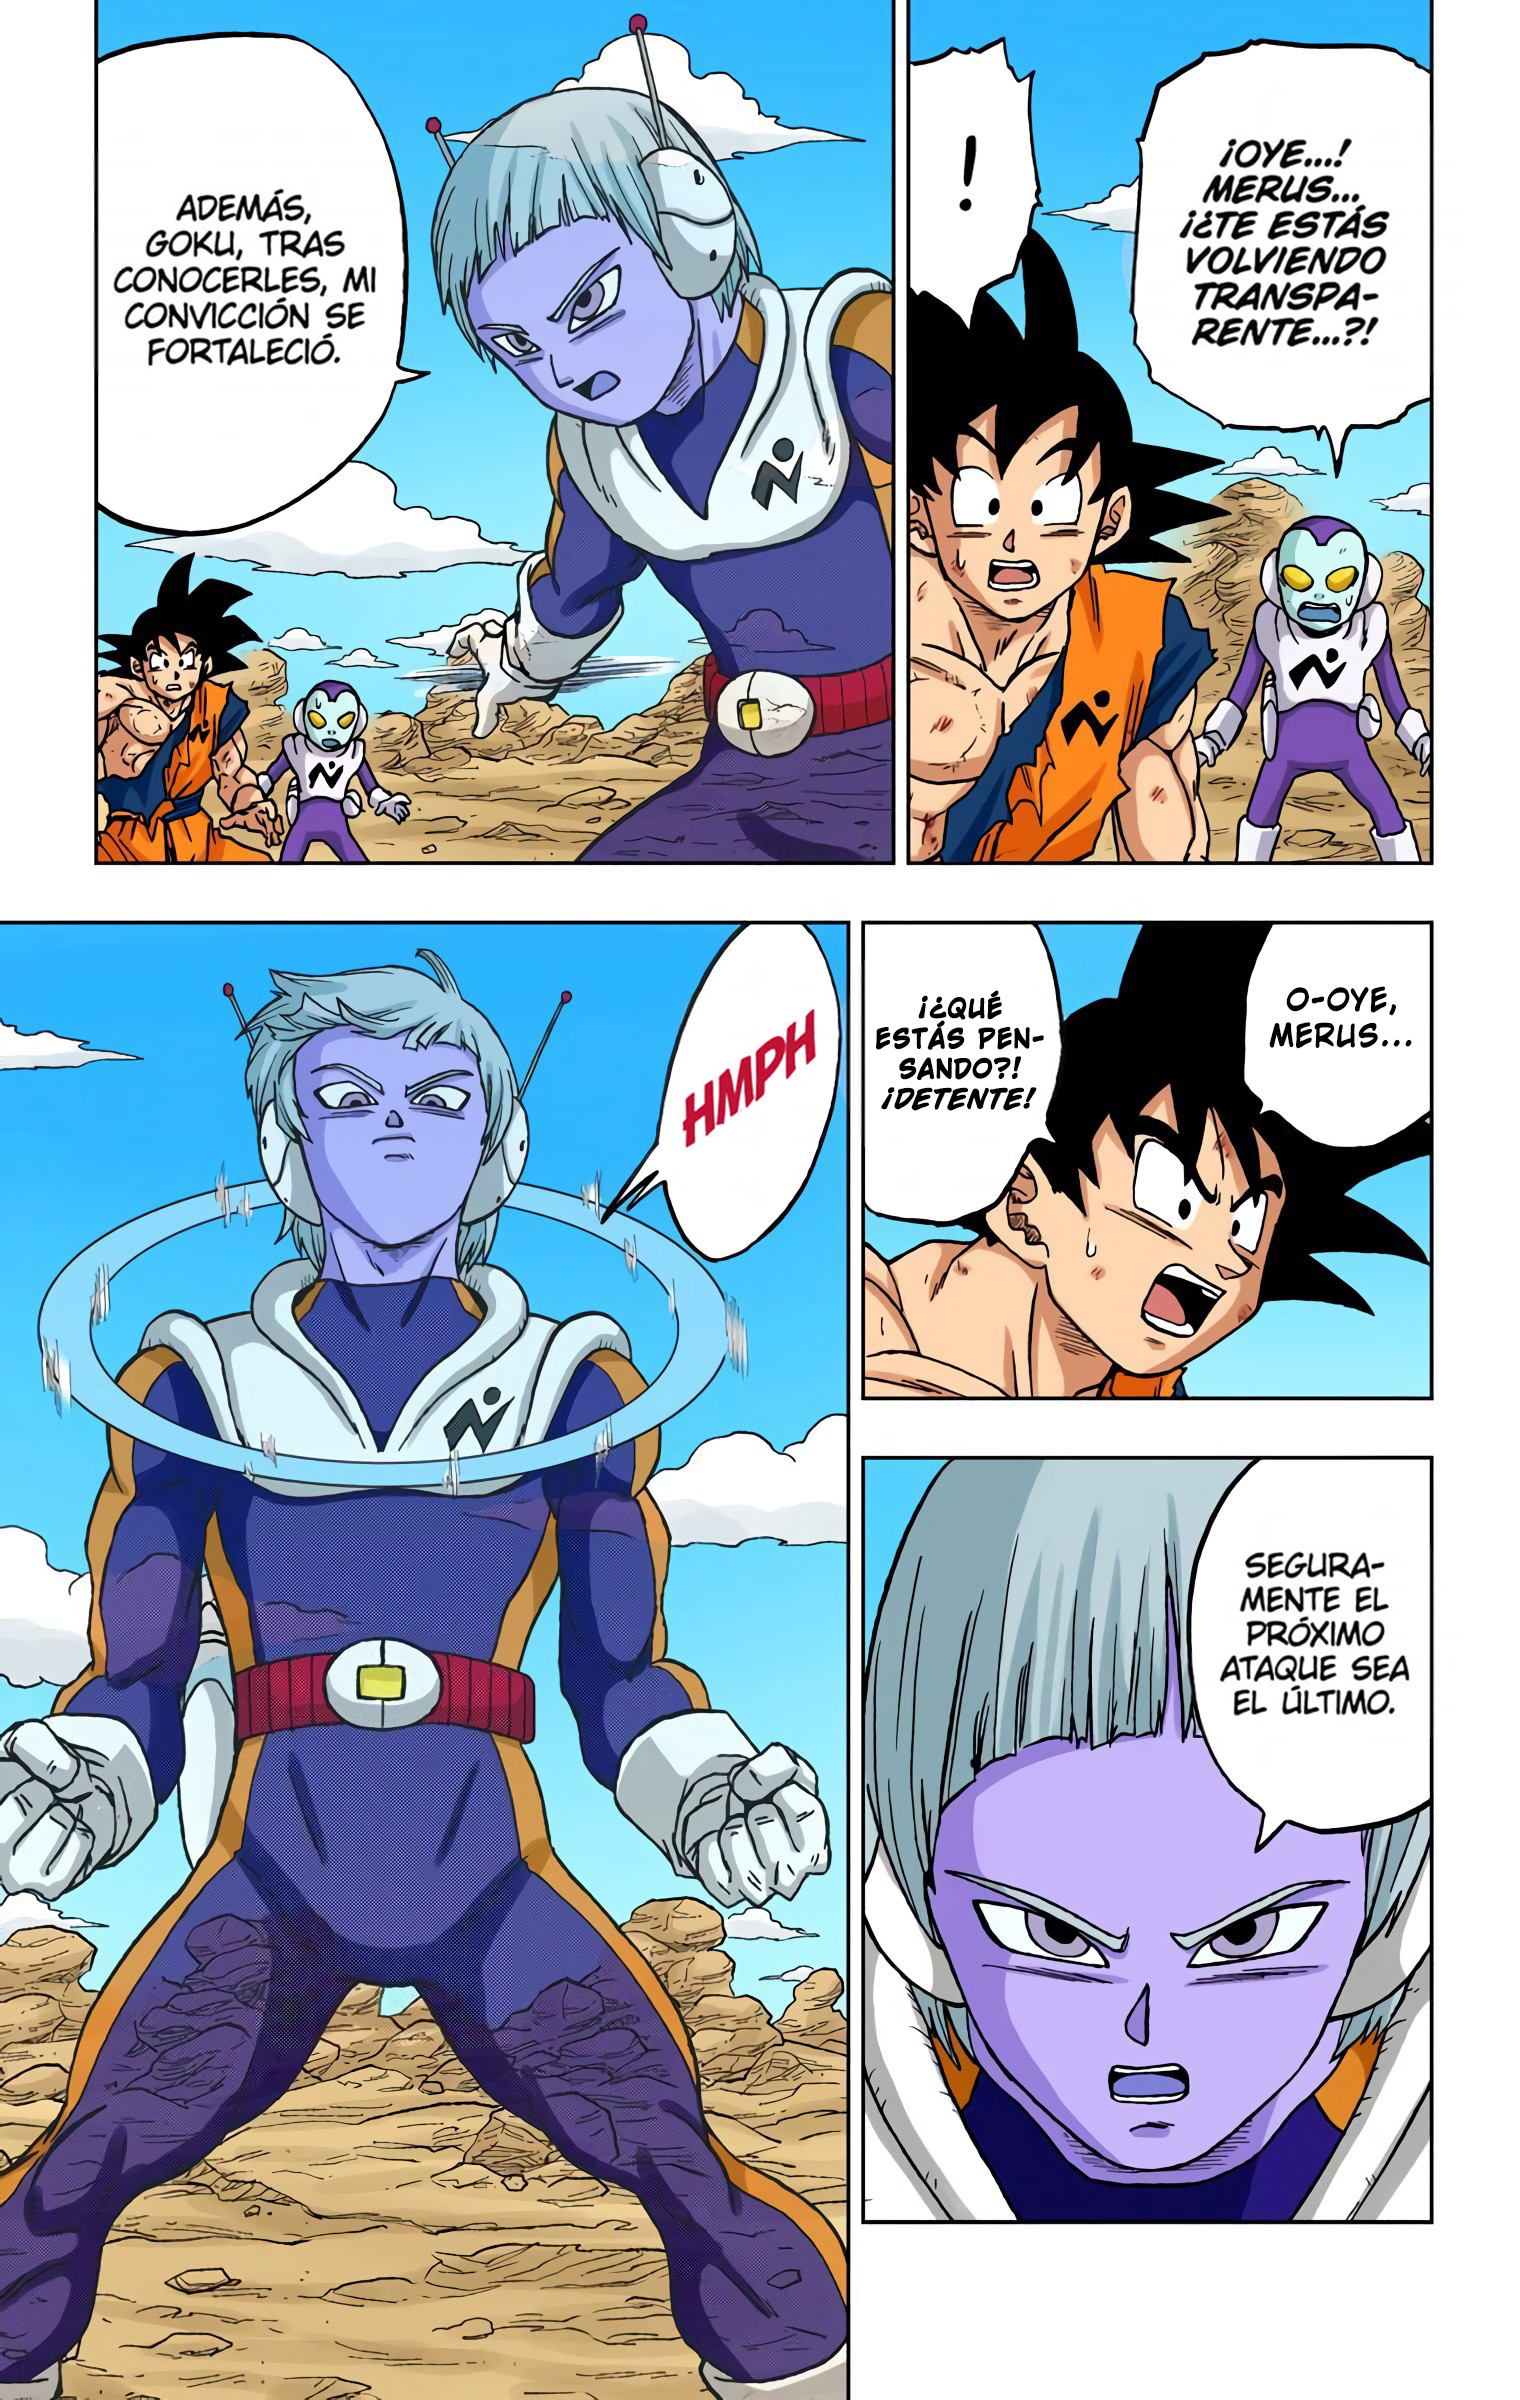 ¡OYE...!
MERUS...
¡¿TE ESTÁS
VOLVIENDO
TRANSPA-
RENTE...?!
!
ADEMÁS,
GOKU, TRAS
CONOCERLES, MI
CONVICCIÓN SE
FORTALECIÓ.
O-OYE,
MERUS...
¡¿QUÉ
ESTÁS PEN-
SANDO?!
¡DETENTE!
SEGURA-
MENTE EL
PRÓXIMO
ATAQUE SEA
EL ÚLTIMO.
HMPH